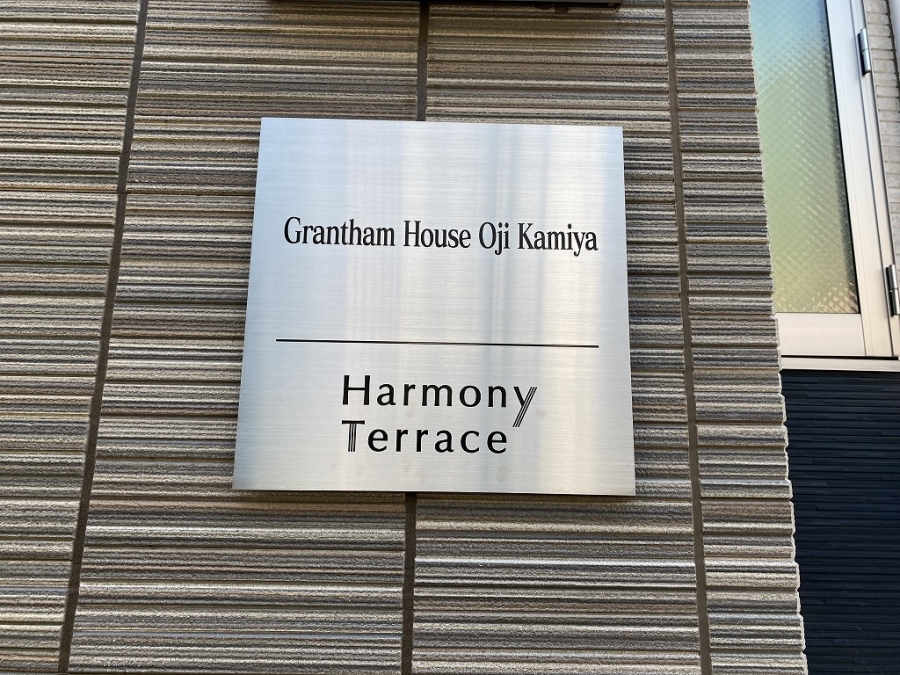 Grantham House Oji Kamiya
Harmony
Terrace